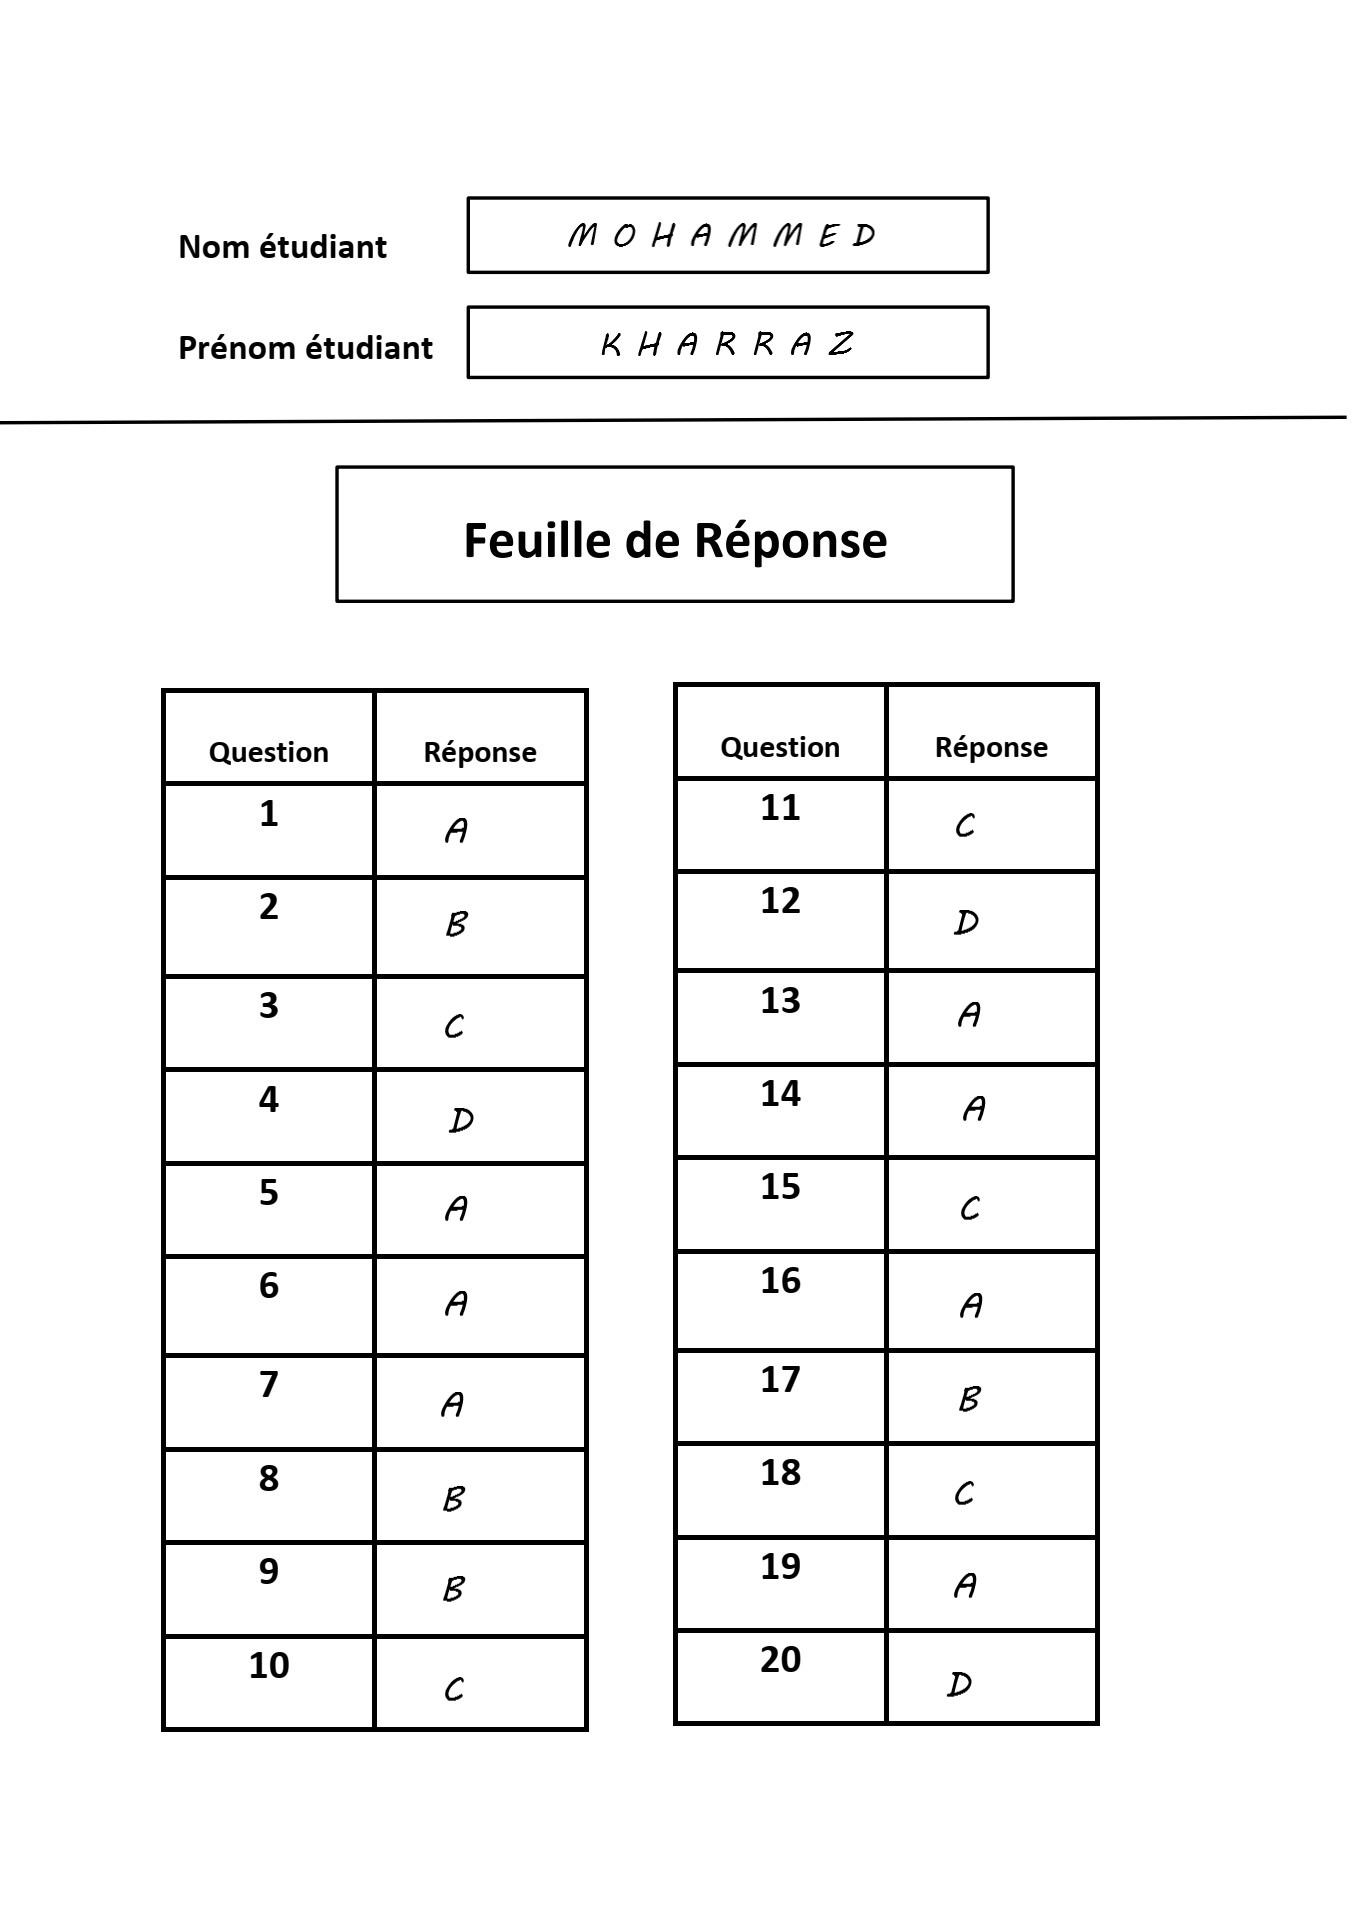 Nom étudiant MOHAMMED
Prénom étudiant KHARRAZ
Feuille de Réponse
Question Réponse
1 A
2 B
3 C
4 D
5 A
6 A
7 A
8 B
9 B
10 C
Question Réponse
11 C
12 D
13 A
14 A
15 C
16 A
17 B
18 C
19 A
20 D